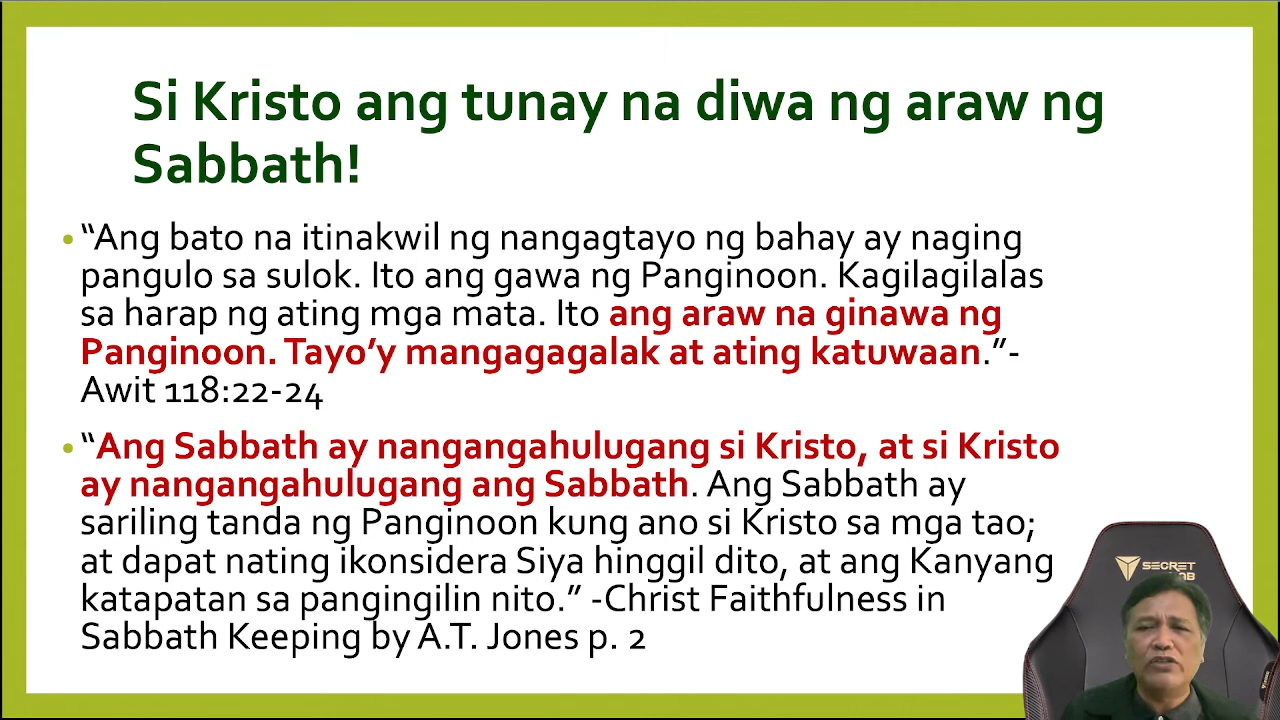 Si Kristo ang tunay na diwa ng araw ng
Sabbath!
• “Ang bato na itinakwil ng nangagtayo ng bahay ay naging
pangulo sa sulok. Ito ang gawa ng Panginoon. Kagilagilalas
sa harap ng ating mga mata. Ito ang araw na ginawa ng
Panginoon. Tayo’y mangagagalak at ating katuwaan.”-
Awit 118:22-24
• “Ang Sabbath ay nangangahulugang si Kristo, at si Kristo
ay nangangahulugang ang Sabbath. Ang Sabbath ay
sariling tanda ng Panginoon kung ano si Kristo sa mga tao;
at dapat nating ikonsidera Siya hinggil dito, at ang Kanyang
katapatan sa pangingilin nito.” -Christ Faithfulness in
Sabbath Keeping by A.T. Jones p. 2
SECRET